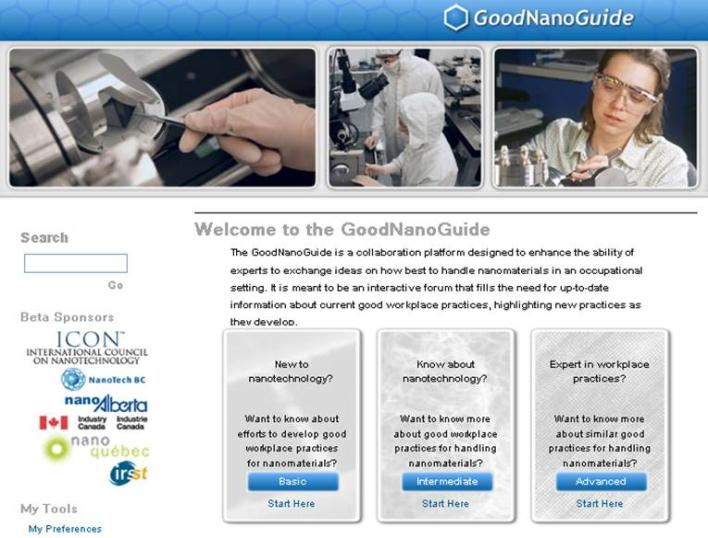 GoodNanoGuide
Search
Go
Beta Sponsors
ICON™
INTERNATIONAL COUNCIL
ON NANOTECHNOLOGY
NanoTech BC
nanoAlberta
Industry Industrie
Canada Canada
nano
québec
irsst
My Tools
My Preferences
Welcome to the GoodNanoGuide
The GoodNanoGuide is a collaboration platform designed to enhance the ability of
experts to exchange ideas on how best to handle nanomaterials in an occupational
setting. It is meant to be an interactive forum that fills the need for up-to-date
information about current good workplace practices, highlighting new practices as
they develop.
New to
nanotechnology?
Want to know about
efforts to develop good
workplace practices
for nanomaterials?
Basic
Start Here
Know about
nanotechnology?
Want to know more
about good workplace
practices for handling
nanomaterials?
Intermediate
Start Here
Expert in workplace
practices?
Want to know more
about similar good
practices for handling
nanomaterials?
Advanced
Start Here